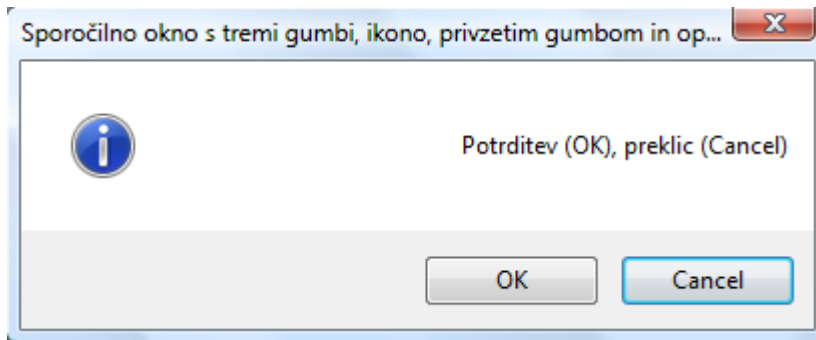 Sporočilno okno s tremi gumbi, ikono, privzetim gumbom in op...
Potrditev (OK), preklic (Cancel)
OK
Cancel